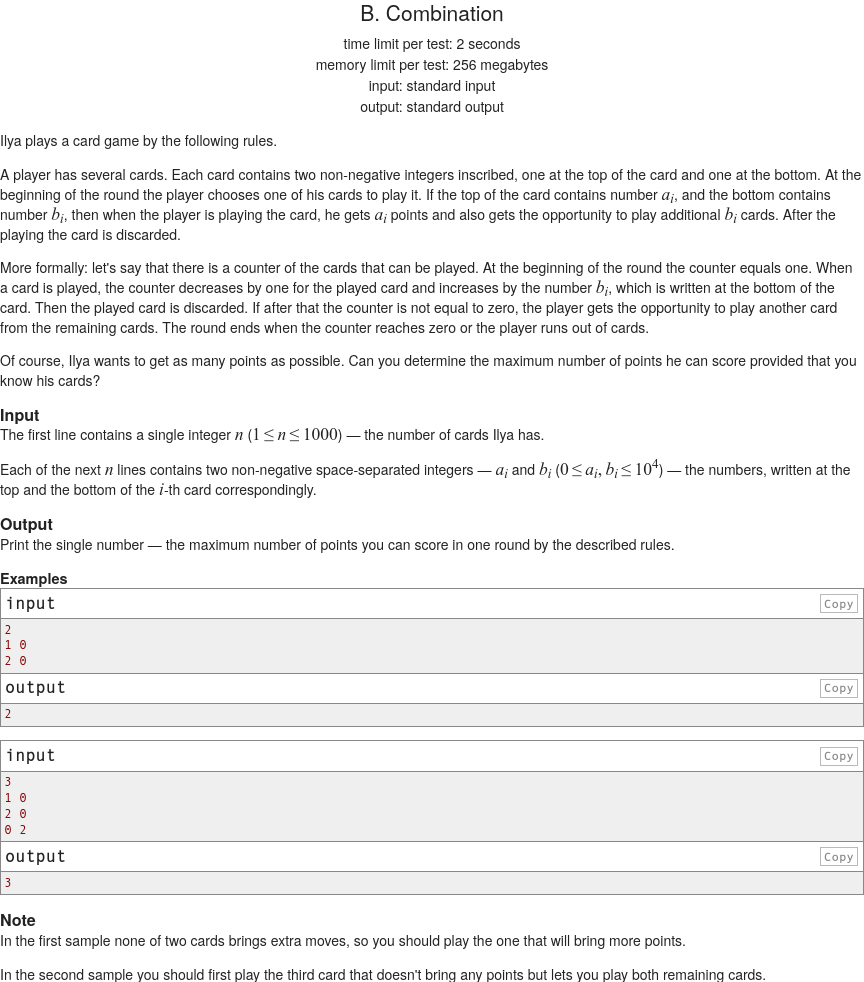 B. Combination
time limit per test: 2 seconds
memory limit per test: 256 megabytes
input: standard input
output: standard output
Ilya plays a card game by the following rules.
A player has several cards. Each card contains two non-negative integers inscribed, one at the top of the card and one at the bottom. At the
beginning of the round the player chooses one of his cards to play it. If the top of the card contains number a_i, and the bottom contains
number b_i, then when the player is playing the card, he gets a_i points and also gets the opportunity to play additional b_i cards. After the
playing the card is discarded.
More formally: let's say that there is a counter of the cards that can be played. At the beginning of the round the counter equals one. When
a card is played, the counter decreases by one for the played card and increases by the number b_i, which is written at the bottom of the
card. Then the played card is discarded. If after that the counter is not equal to zero, the player gets the opportunity to play another card
from the remaining cards. The round ends when the counter reaches zero or the player runs out of cards.
Of course, Ilya wants to get as many points as possible. Can you determine the maximum number of points he can score provided that you
know his cards?
Input
The first line contains a single integer n (1 ≤ n ≤ 1000) — the number of cards Ilya has.
Each of the next n lines contains two non-negative space-separated integers — a_i and b_i (0 ≤ a_i, b_i ≤ 10^4) — the numbers, written at the
top and the bottom of the i-th card correspondingly.
Output
Print the single number — the maximum number of points you can score in one round by the described rules.
Examples
input Copy
2
1 0
2 0
output Copy
2
input Copy
3
1 0
2 0
0 2
output Copy
3
Note
In the first sample none of two cards brings extra moves, so you should play the one that will bring more points.
In the second sample you should first play the third card that doesn't bring any points but lets you play both remaining cards.